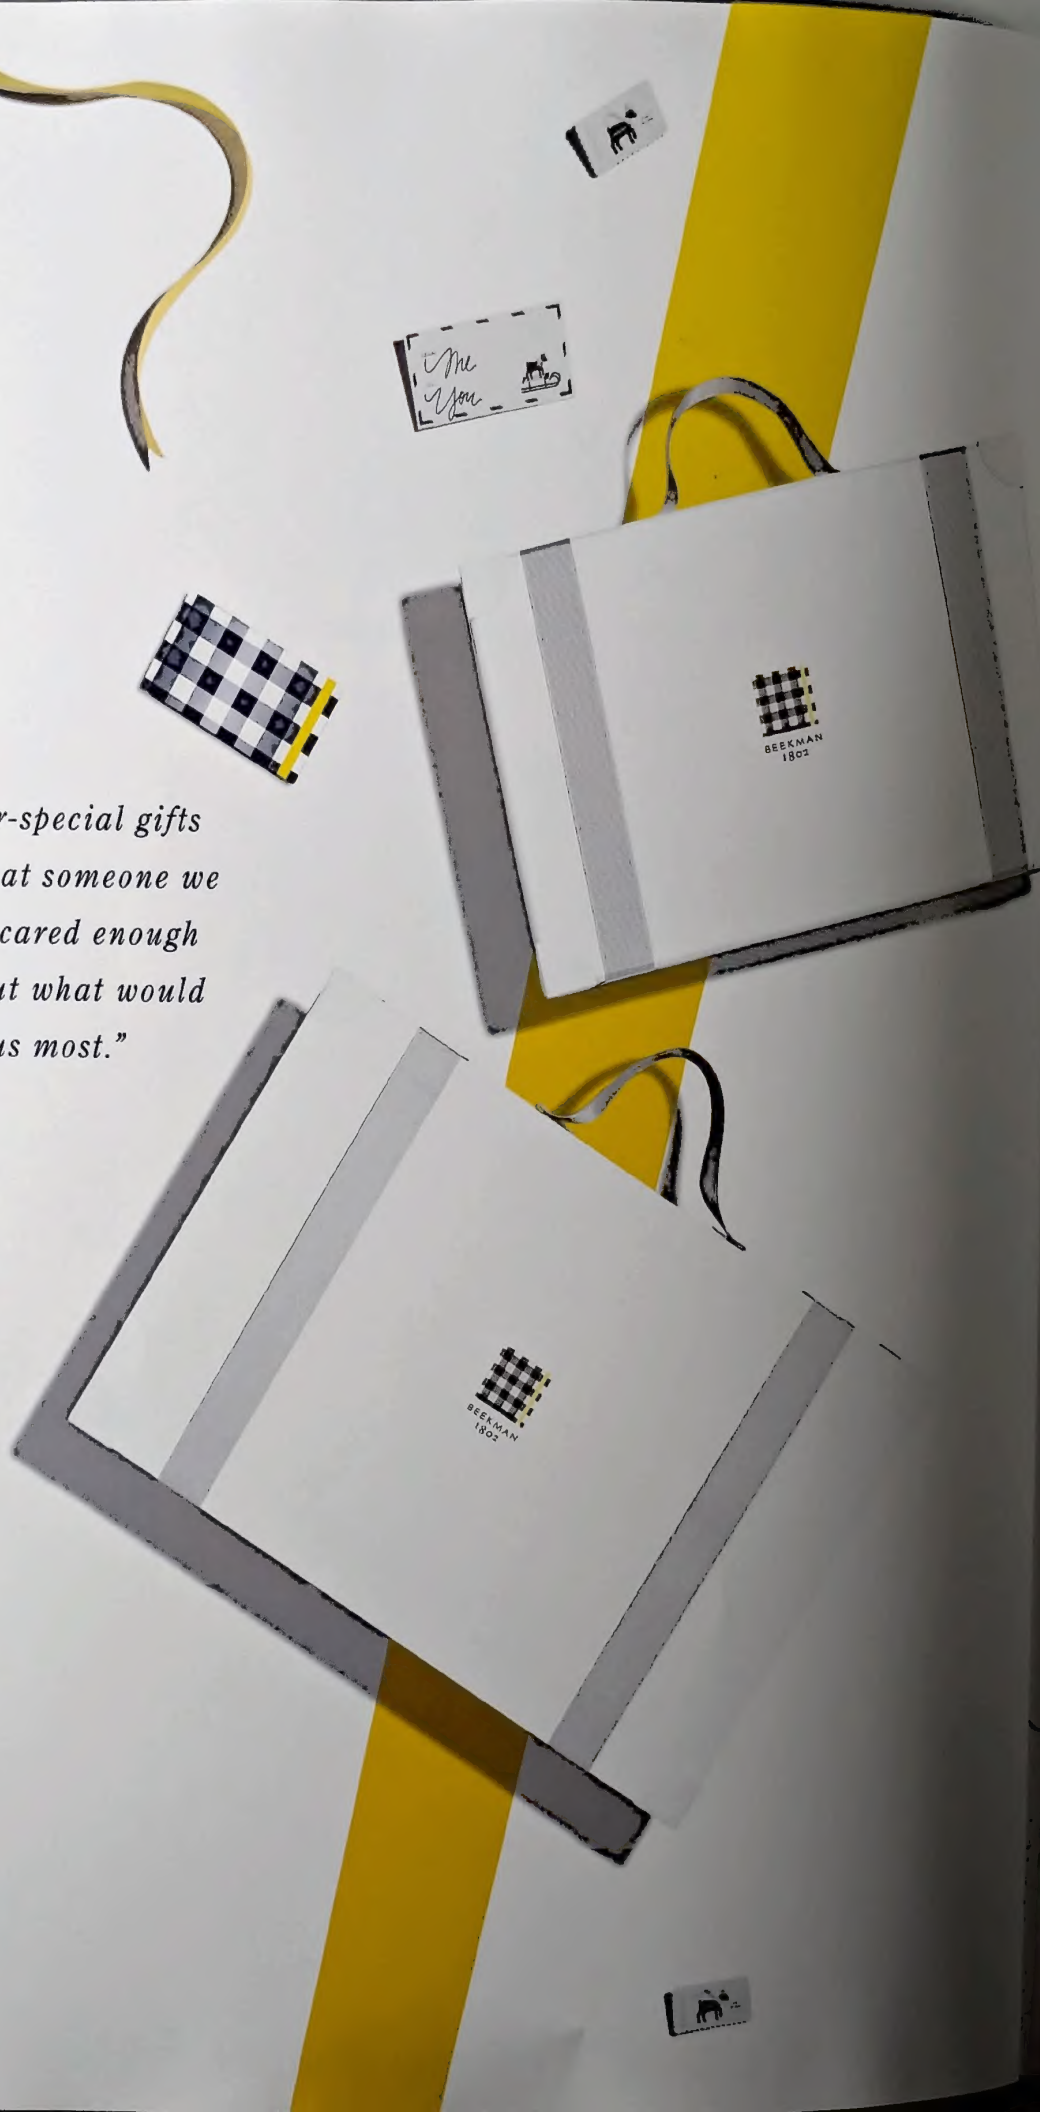 Me
You
BEEKMAN
1802
r-special gifts
at someone we
cared enough
ut what would
us most.”
BEEKMAN
1802